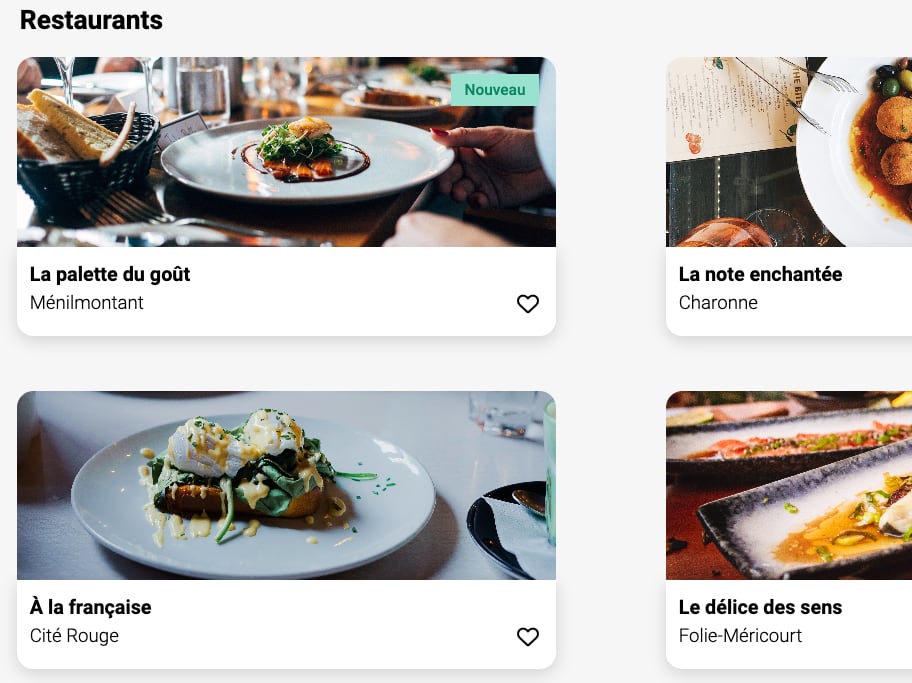 Restaurants
Nouveau
La palette du goût
Ménilmontant
La note enchantée
Charonne
À la française
Cité Rouge
Le délice des sens
Folie-Méricourt